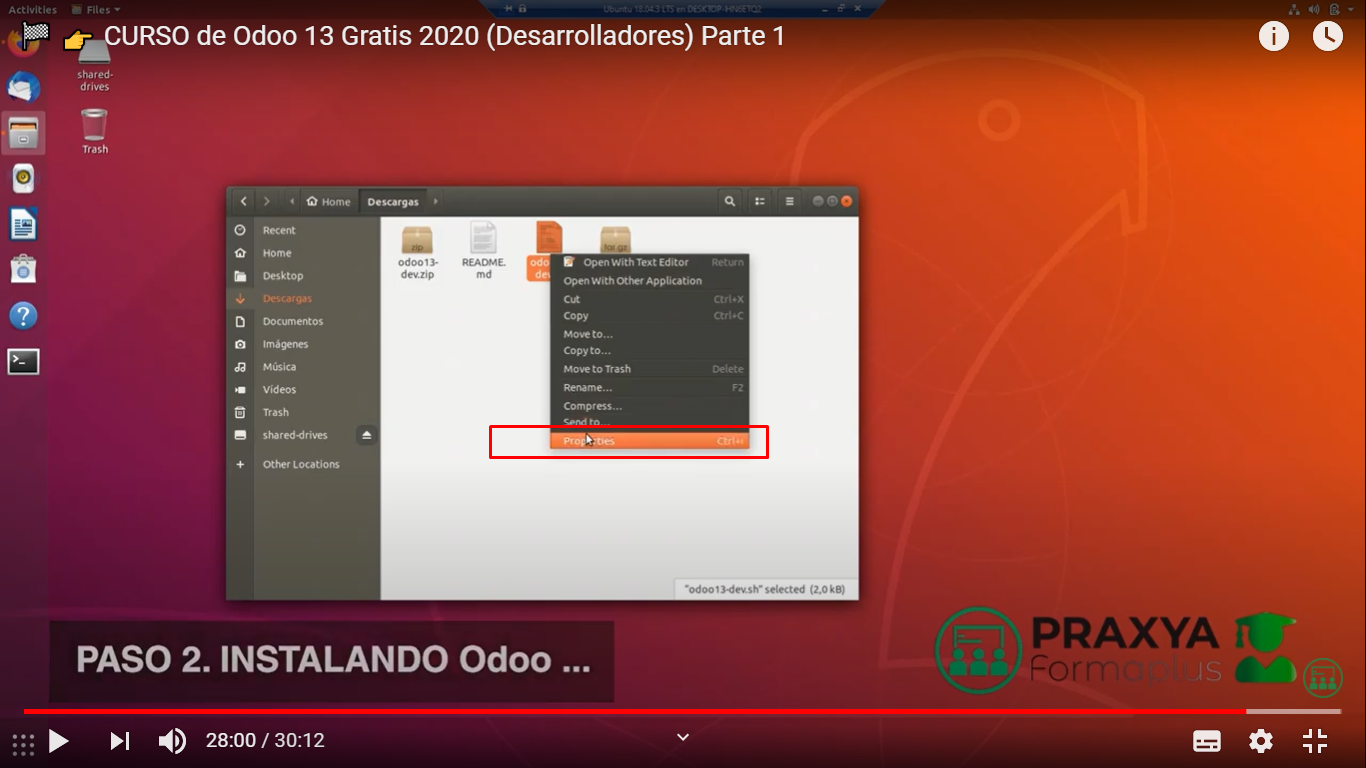 Activities
Files
Ubuntu 18.04.3 LTS en DESKTOP-HN6ETQ2
CURSO de Odoo 13 Gratis 2020 (Desarrolladores) Parte 1
shared-
drives
Trash
Home
Descargas
Recent
Home
Desktop
Descargas
Documentos
Imágenes
Música
Vídeos
Trash
shared-drives
Other Locations
zip
odoo13-
dev.zip
README.
md
odo
dev
tar.gz
Open With Text Editor Return
Open With Other Application
Cut Ctrl+X
Copy Ctrl+C
Move to...
Copy to...
Move to Trash Delete
Rename... F2
Compress...
Send to...
Properties Ctrl+I
"odoo13-dev.sh" selected (2,0 kB)
PASO 2. INSTALANDO Odoo ...
PRAXYA
Formaplus
28:00 / 30:12